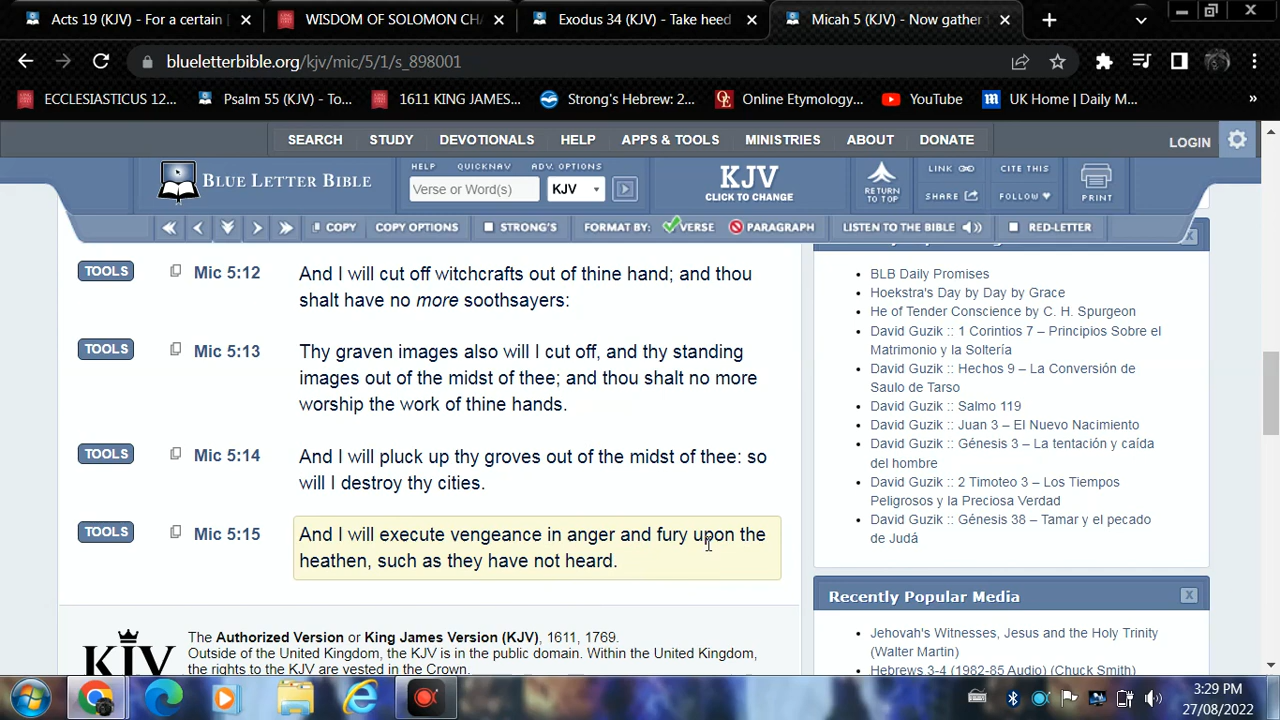 Acts 19 (KJV) - For a certain [
WISDOM OF SOLOMON CHA
Exodus 34 (KJV) - Take heed
Micah 5 (KJV) - Now gather
blueletterbible.org/kjv/mic/5/1/s_898001
ECCLESIASTICUS 12...
Psalm 55 (KJV) - To...
1611 KING JAMES...
Strong's Hebrew: 2...
Online Etymology...
YouTube
UK Home | Daily M...
»
SEARCH STUDY DEVOTIONALS HELP APPS & TOOLS MINISTRIES ABOUT DONATE
LOGIN
BLUE LETTER BIBLE
HELP QUICKNAV ADV. OPTIONS
Verse or Word(s)
KJV
KJV
CLICK TO CHANGE
RETURN TO TOP
LINK
CITE THIS
SHARE
FOLLOW
PRINT
COPY COPY OPTIONS STRONG'S FORMAT BY: VERSE PARAGRAPH LISTEN TO THE BIBLE RED-LETTER
TOOLS Mic 5:12 And I will cut off witchcrafts out of thine hand; and thou
shalt have no more soothsayers:
TOOLS Mic 5:13 Thy graven images also will I cut off, and thy standing
images out of the midst of thee; and thou shalt no more
worship the work of thine hands.
TOOLS Mic 5:14 And I will pluck up thy groves out of the midst of thee: so
will I destroy thy cities.
TOOLS Mic 5:15 And I will execute vengeance in anger and fury upon the
heathen, such as they have not heard.
KJV
The Authorized Version or King James Version (KJV), 1611, 1769.
Outside of the United Kingdom, the KJV is in the public domain. Within the United Kingdom,
the rights to the KJV are vested in the Crown.
BLB Daily Promises
Hoekstra's Day by Day by Grace
He of Tender Conscience by C. H. Spurgeon
David Guzik :: 1 Corintios 7 – Principios Sobre el
Matrimonio y la Soltería
David Guzik :: Hechos 9 – La Conversión de
Saulo de Tarso
David Guzik :: Salmo 119
David Guzik :: Juan 3 – El Nuevo Nacimiento
David Guzik :: Génesis 3 – La tentación y caída
del hombre
David Guzik :: 2 Timoteo 3 – Los Tiempos
Peligrosos y la Preciosa Verdad
David Guzik :: Génesis 38 – Tamar y el pecado
de Judá
Recently Popular Media
Jehovah's Witnesses, Jesus and the Holy Trinity
(Walter Martin)
Hebrews 3-4 (1982-85 Audio) (Chuck Smith)
3:29 PM
27/08/2022